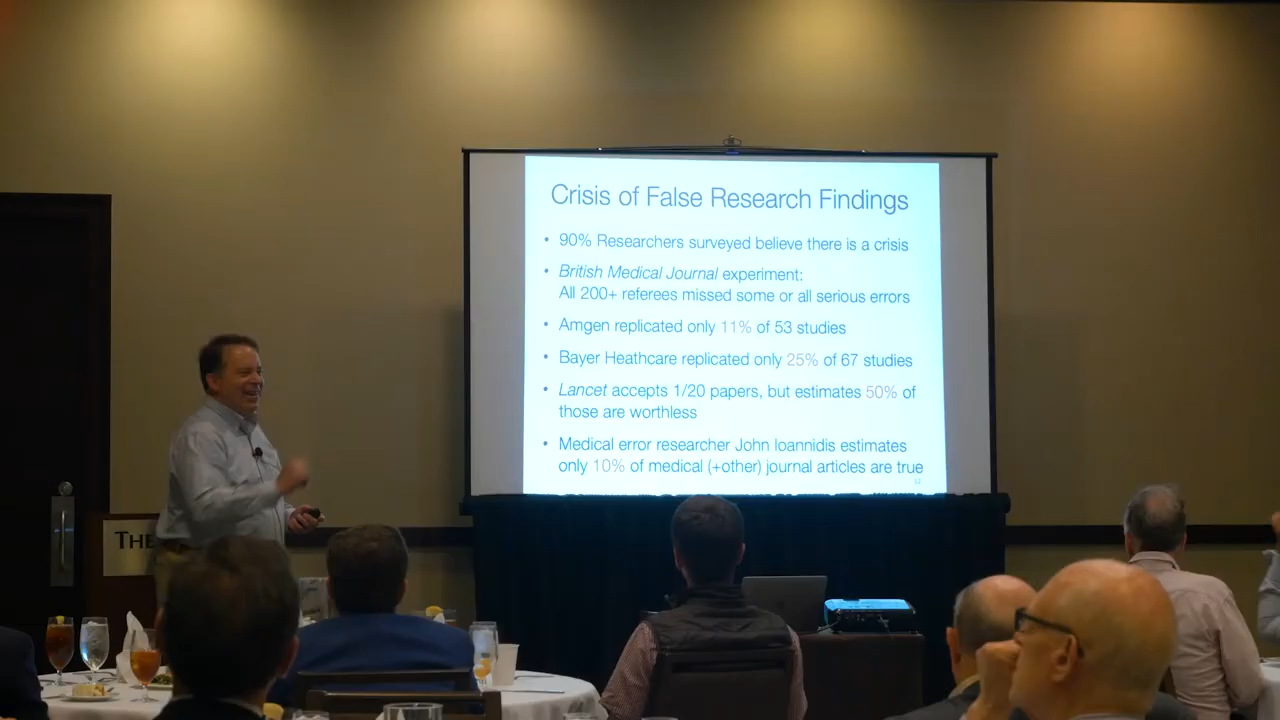 Crisis of False Research Findings
• 90% Researchers surveyed believe there is a crisis
• British Medical Journal experiment:
All 200+ referees missed some or all serious errors
• Amgen replicated only 11% of 53 studies
• Bayer Heathcare replicated only 25% of 67 studies
• Lancet accepts 1/20 papers, but estimates 50% of
those are worthless
• Medical error researcher John Ioannidis estimates
only 10% of medical (+other) journal articles are true
12
THE